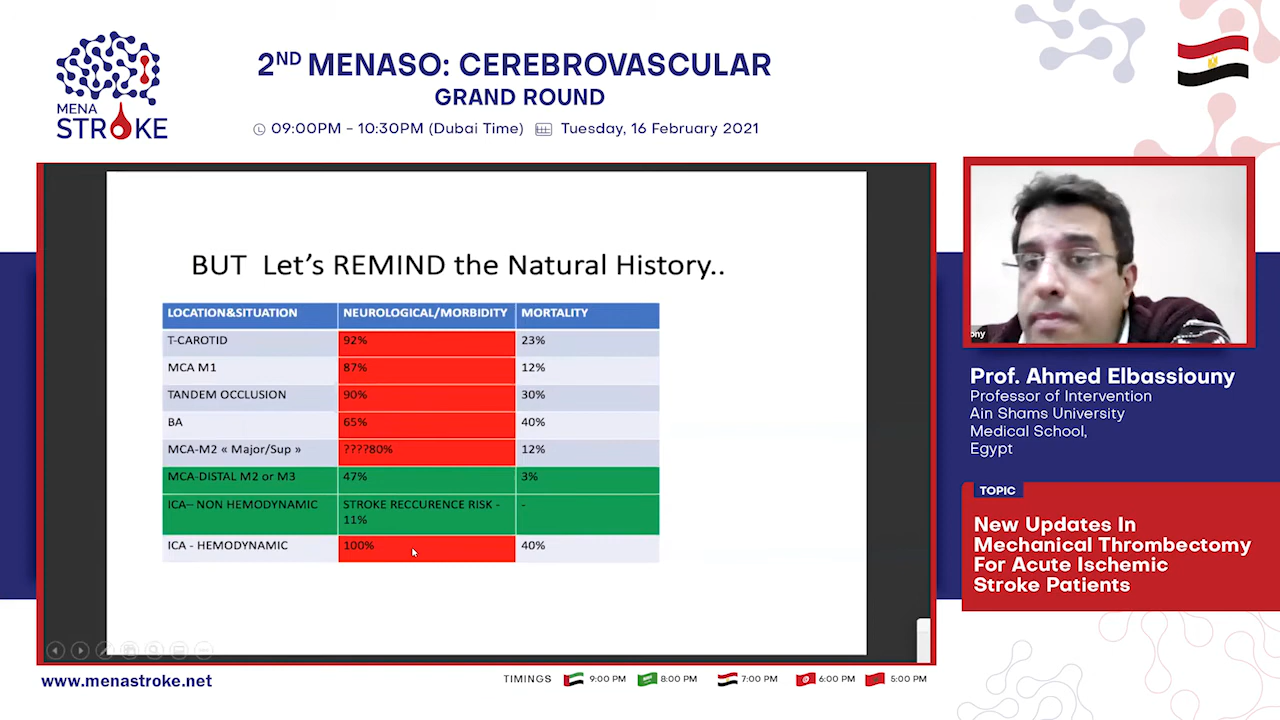 MENA
STROKE
2ND MENASO: CEREBROVASCULAR
GRAND ROUND
09:00PM - 10:30PM (Dubai Time) Tuesday, 16 February 2021
BUT Let's REMIND the Natural History..
LOCATION&SITUATION NEUROLOGICAL/MORBIDITY MORTALITY
T-CAROTID 92% 23%
MCA M1 87% 12%
TANDEM OCCLUSION 90% 30%
BA 65% 40%
MCA-M2 « Major/Sup » ????80% 12%
MCA-DISTAL M2 or M3 47% 3%
ICA– NON HEMODYNAMIC STROKE RECCURENCE RISK - -
11%
ICA - HEMODYNAMIC 100% 40%
ony
Prof. Ahmed Elbassiouny
Professor of Intervention
Ain Shams University
Medical School,
Egypt
TOPIC
New Updates In
Mechanical Thrombectomy
For Acute Ischemic
Stroke Patients
www.menastroke.net
TIMINGS 9:00 PM 8:00 PM 7:00 PM 6:00 PM 5:00 PM